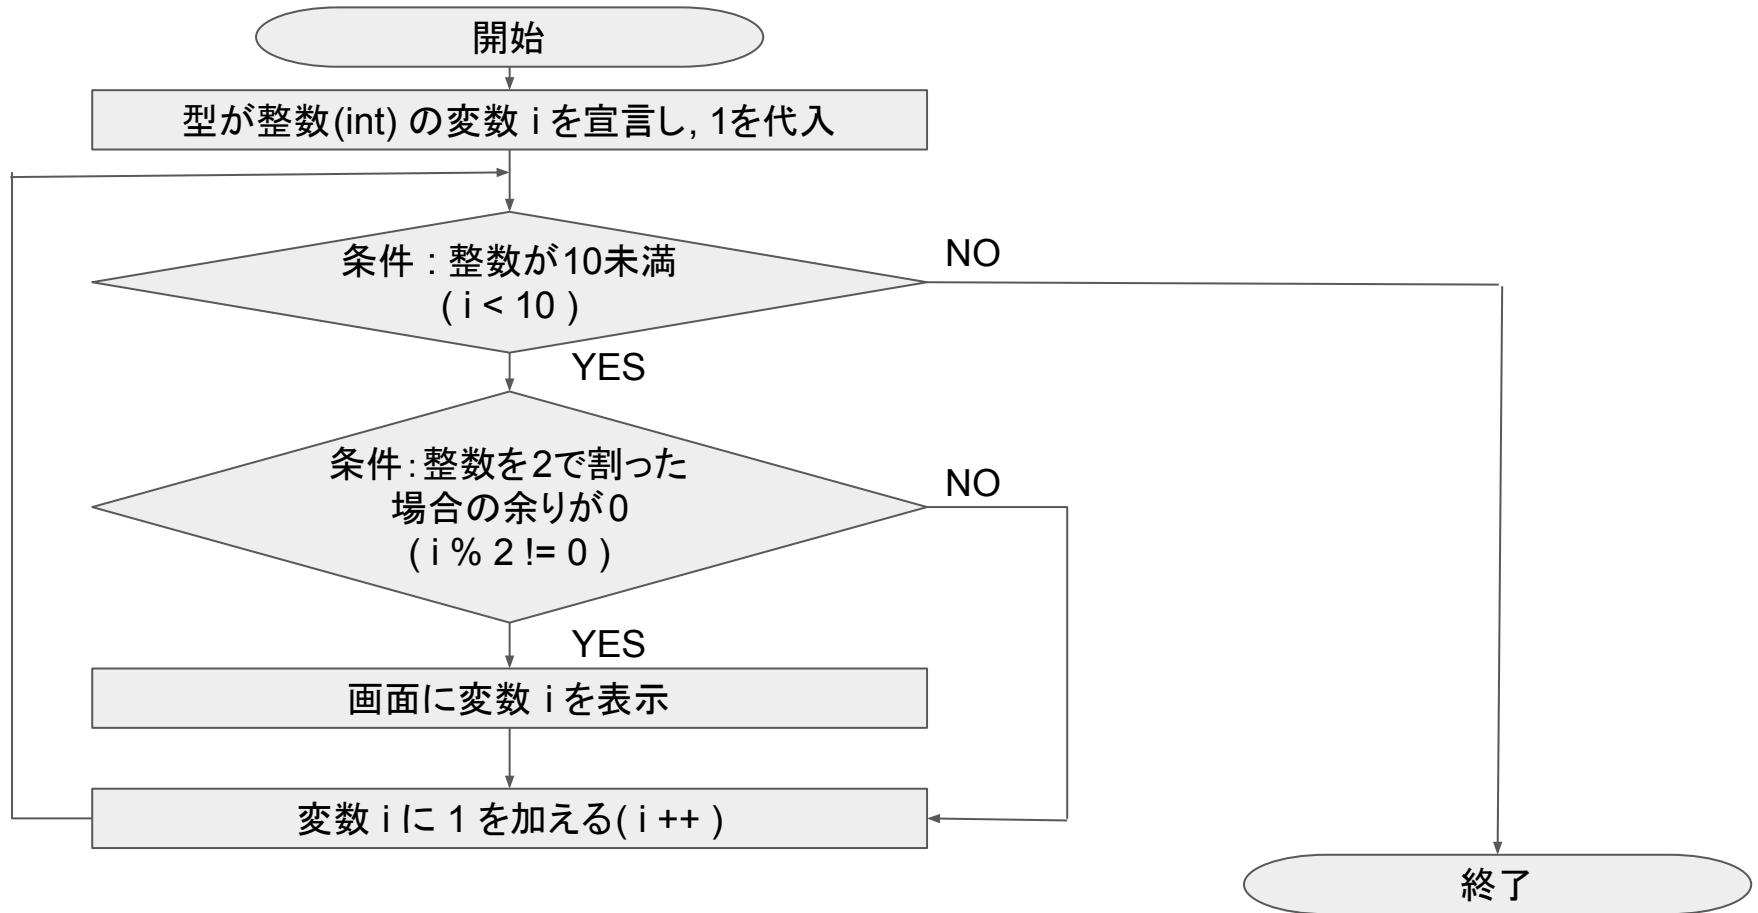 開始
型が整数(int) の変数 i を宣言し, 1を代入
条件 : 整数が10未満
( i < 10 )
NO
YES
条件：整数を2で割った
場合の余りが0
( i % 2 != 0 )
NO
YES
画面に変数 i を表示
変数 i に 1 を加える( i ++ )
終了